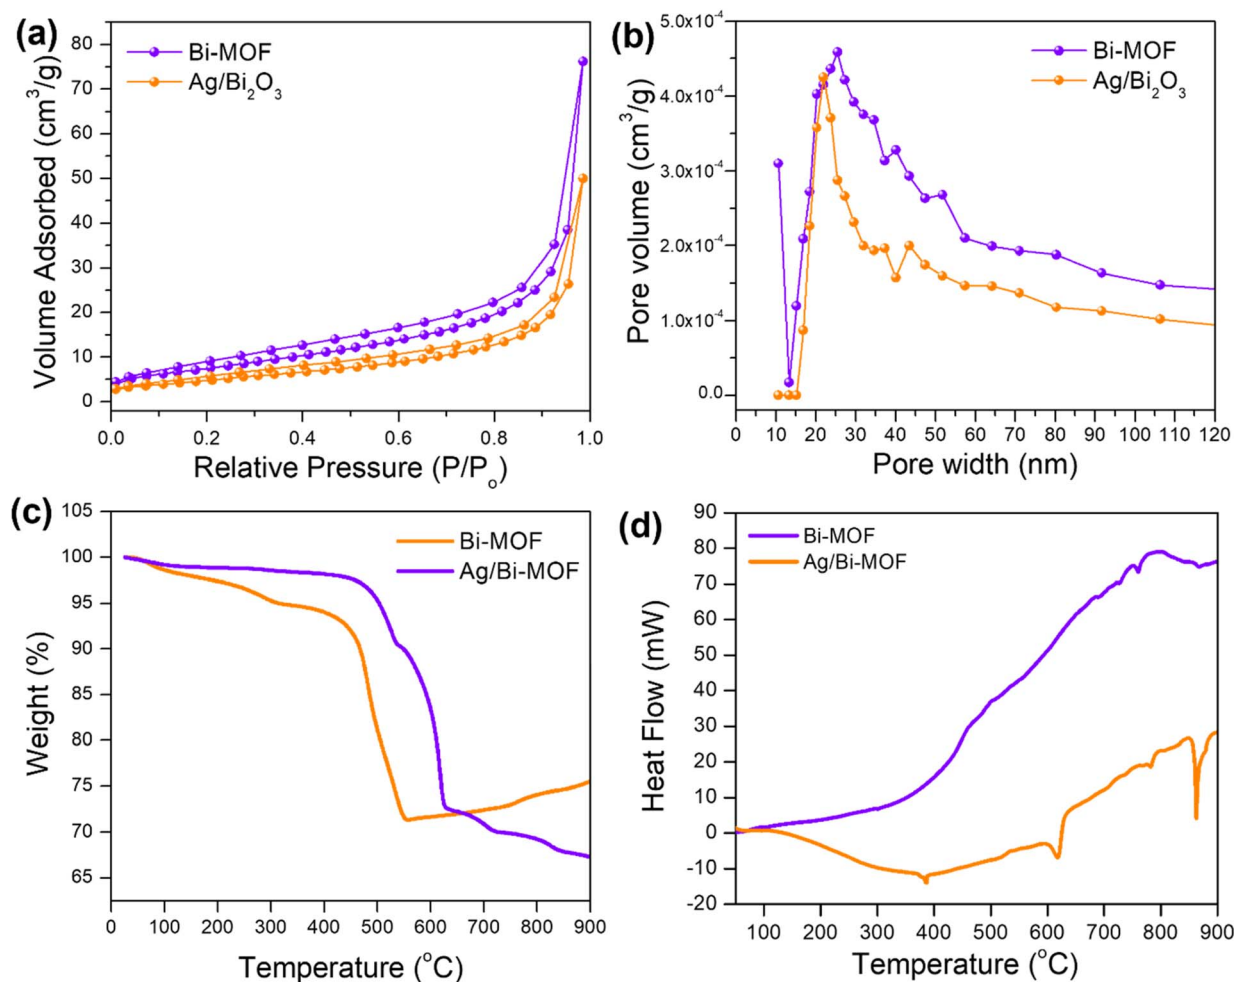 (a)
Bi-MOF
Ag/Bi₂O₃
Volume Adsorbed (cm³/g)
80
75
70
65
60
50
40
30
20
10
0
0.0 0.2 0.4 0.6 0.8 1.0
Relative Pressure (P/Pₒ)
(b)
Bi-MOF
Ag/Bi₂O₃
Pore volume (cm³/g)
5.0x10⁻⁴
4.0x10⁻⁴
3.0x10⁻⁴
2.0x10⁻⁴
1.0x10⁻⁴
0.0
0 10 20 30 40 50 60 70 80 90 100 110 120
Pore width (nm)
(c)
Bi-MOF
Ag/Bi-MOF
Weight (%)
105
100
95
90
85
80
75
70
65
0 100 200 300 400 500 600 700 800 900
Temperature (°C)
(d)
Bi-MOF
Ag/Bi-MOF
Heat Flow (mW)
90
80
70
60
50
40
30
20
10
0
-10
-20
100 200 300 400 500 600 700 800 900
Temperature (°C)